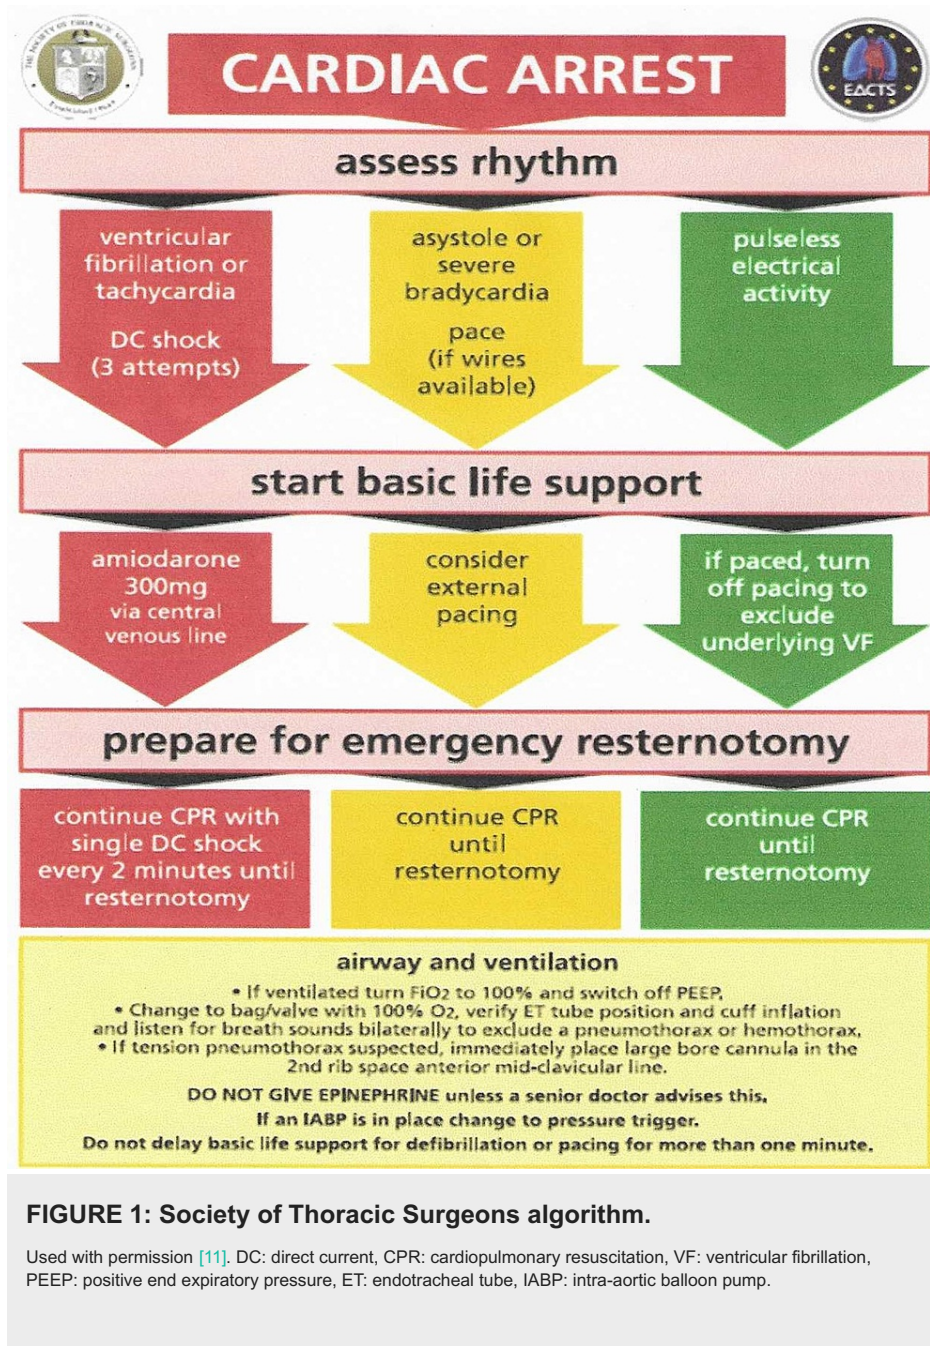 THE SOCIETY OF THORACIC SURGEONS
EACTS
CARDIAC ARREST
assess rhythm
ventricular
fibrillation or
tachycardia
DC shock
(3 attempts)
asystole or
severe
bradycardia
pace
(if wires
available)
pulseless
electrical
activity
start basic life support
amiodarone
300mg
via central
venous line
consider
external
pacing
if paced, turn
off pacing to
exclude
underlying VF
prepare for emergency resternotomy
continue CPR with
single DC shock
every 2 minutes until
resternotomy
continue CPR
until
resternotomy
continue CPR
until
resternotomy
airway and ventilation
• If ventilated turn FiO2 to 100% and switch off PEEP.
• Change to bag/valve with 100% O2, verify ET tube position and cuff inflation
and listen for breath sounds bilaterally to exclude a pneumothorax or hemothorax.
• If tension pneumothorax suspected, immediately place large bore cannula in the
2nd rib space anterior mid-clavicular line.
DO NOT GIVE EPINEPHRINE unless a senior doctor advises this.
If an IABP is in place change to pressure trigger.
Do not delay basic life support for defibrillation or pacing for more than one minute.
FIGURE 1: Society of Thoracic Surgeons algorithm.
Used with permission [11]. DC: direct current, CPR: cardiopulmonary resuscitation, VF: ventricular fibrillation,
PEEP: positive end expiratory pressure, ET: endotracheal tube, IABP: intra-aortic balloon pump.